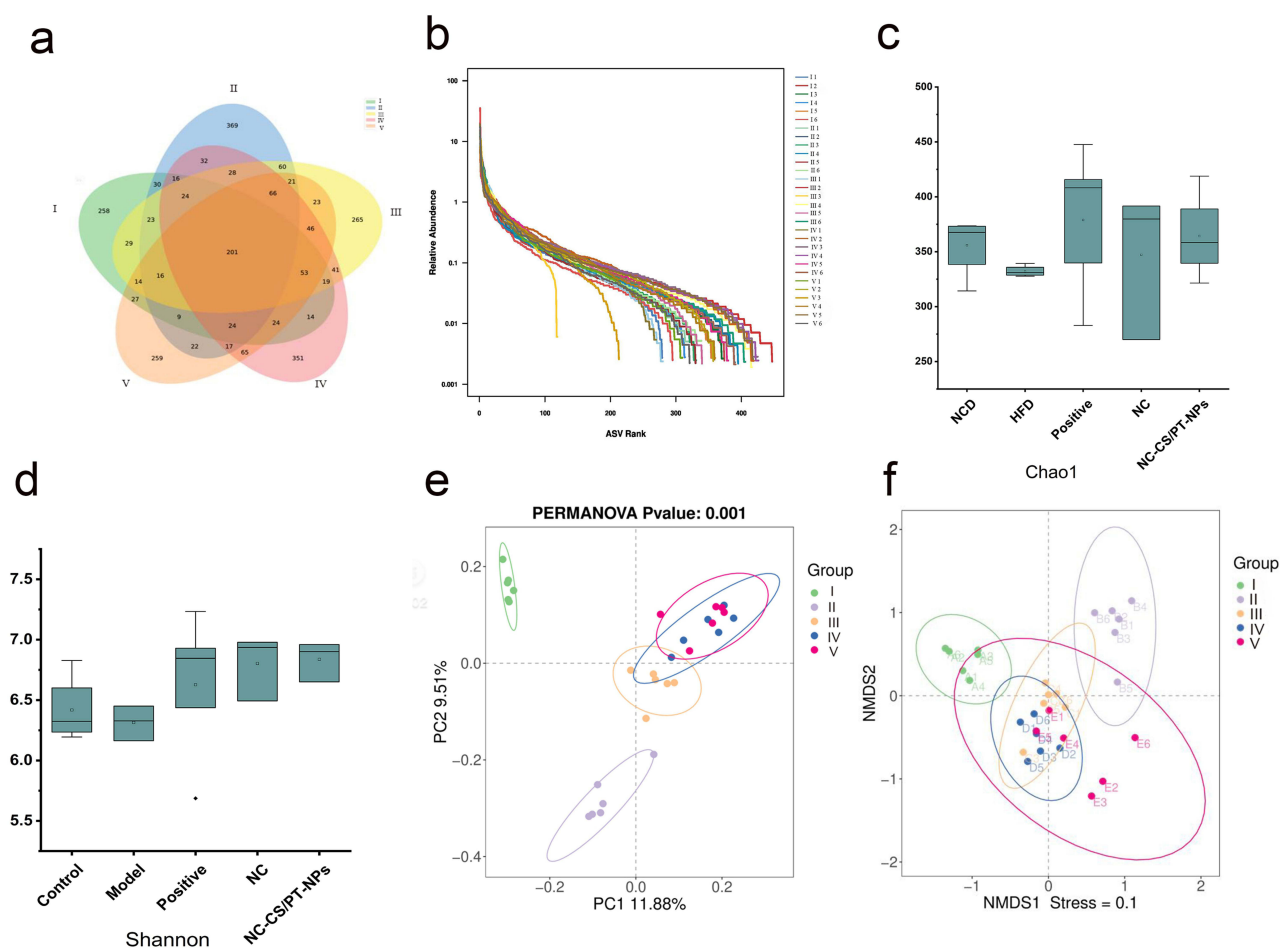 a
II
369
I
II
III
IV
V
32
60
30
16
28
21
24
66
23
I
258
23
265
III
46
29
201
14
16
53
41
19
27
9
24
24
14
22
17
65
259
351
V
IV
b
100
10
1
0.1
0.01
0.001
Relative Abundance
0
100
200
300
400
ASV Rank
I 1
I 2
I 3
I 4
I 5
I 6
II 1
II 2
II 3
II 4
II 5
II 6
III 1
III 2
III 3
III 4
III 5
III 6
IV 1
IV 2
IV 3
IV 4
IV 5
IV 6
V 1
V 2
V 3
V 4
V 5
V 6
c
500
450
400
350
300
250
NCD
HFD
Positive
NC
NC-CS/PT-NPs
Chao1
d
7.5
7.0
6.5
6.0
5.5
Control
Model
Positive
NC
NC-CS/PT-NPs
Shannon
e
PERMANOVA Pvalue: 0.001
0.2
0.0
−0.2
−0.4
PC2 9.51%
−0.2
0.0
0.2
PC1 11.88%
Group
I
II
III
IV
V
02
f
2
1
0
−1
−2
NMDS2
−1
0
1
2
NMDS1 Stress = 0.1
B4
B6
B1
B3
B5
A2
A5
A4
D6
D1
E1
E5
E4
E6
D3
D2
D5
E2
E3
Group
I
II
III
IV
V